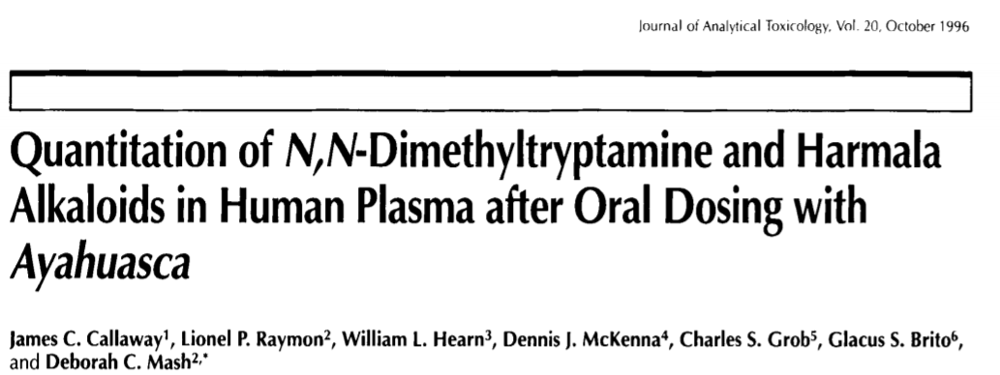 Journal of Analytical Toxicology, Vol. 20, October 1996
Quantitation of N,N-Dimethyltryptamine and Harmala
Alkaloids in Human Plasma after Oral Dosing with
Ayahuasca
James C. Callaway¹, Lionel P. Raymon², William L. Hearn³, Dennis J. McKenna⁴, Charles S. Grob⁵, Glacus S. Brito⁶,
and Deborah C. Mash²,*